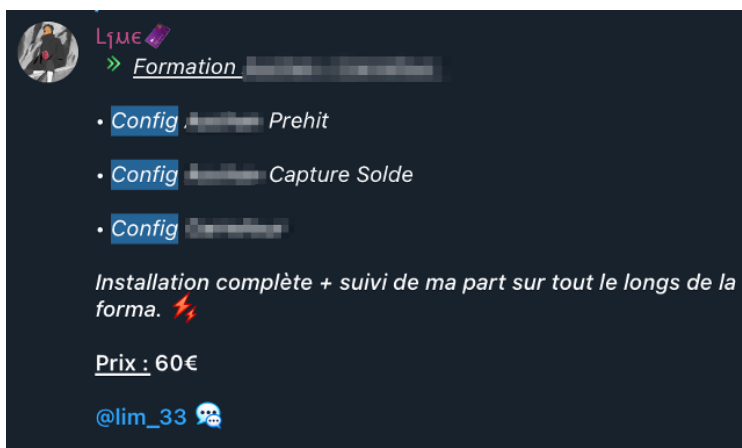 Lɿµє
» Formation
• Config Prehit
• Config Capture Solde
• Config
Installation complète + suivi de ma part sur tout le longs de la
forma.
Prix : 60€
@lim_33